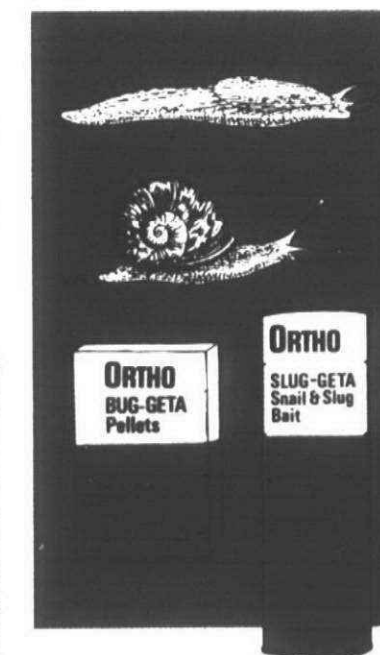 ORTHO
BUG-GETA
Pellets
ORTHO
SLUG-GETA
Snail & Slug
Bait